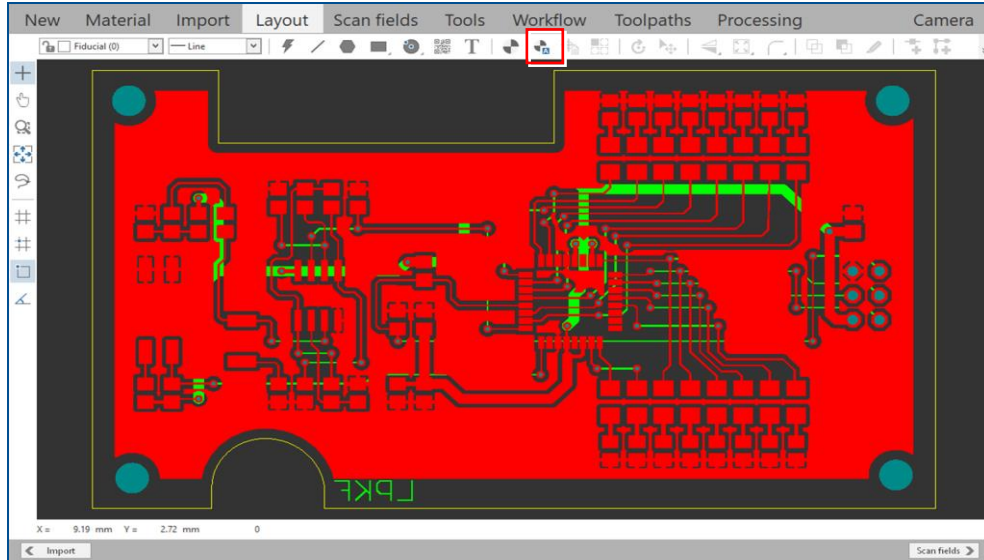 New Material Import Layout Scan fields Tools Workflow Toolpaths Processing Camera
Fiducial (0) Line T
LPKF
X = 9.19 mm Y = 2.72 mm 0
Import Scan fields